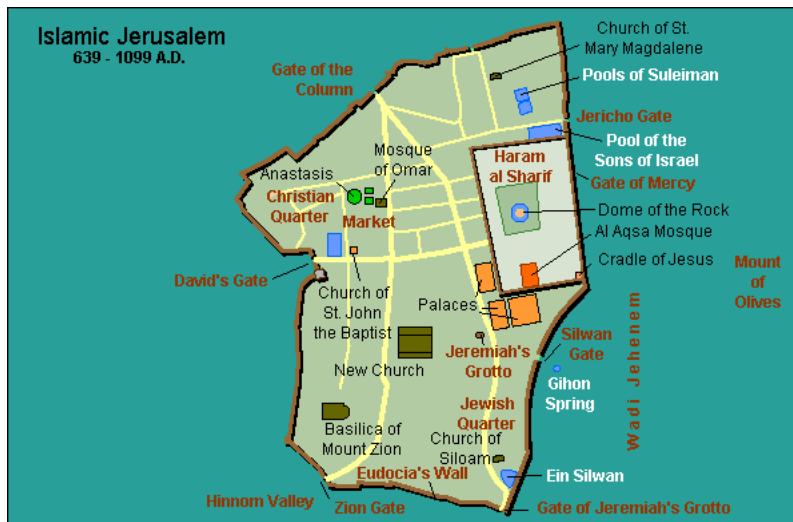 Islamic Jerusalem
639 - 1099 A.D.
Church of St.
Mary Magdalene
Pools of Suleiman
Gate of the
Column
Jericho Gate
Pool of the
Sons of Israel
Mosque
of Omar
Haram
al Sharif
Anastasis
Gate of Mercy
Christian
Quarter
Market
Dome of the Rock
Al Aqsa Mosque
Cradle of Jesus
Mount
of
Olives
David's Gate
Church of
St. John
the Baptist
Palaces
Silwan
Gate
Jeremiah's
Grotto
New Church
Gihon
Spring
Wadi Jehenem
Jewish
Quarter
Basilica of
Mount Zion
Church of
Siloam
Eudocia's Wall
Ein Silwan
Hinnom Valley
Zion Gate
Gate of Jeremiah's Grotto